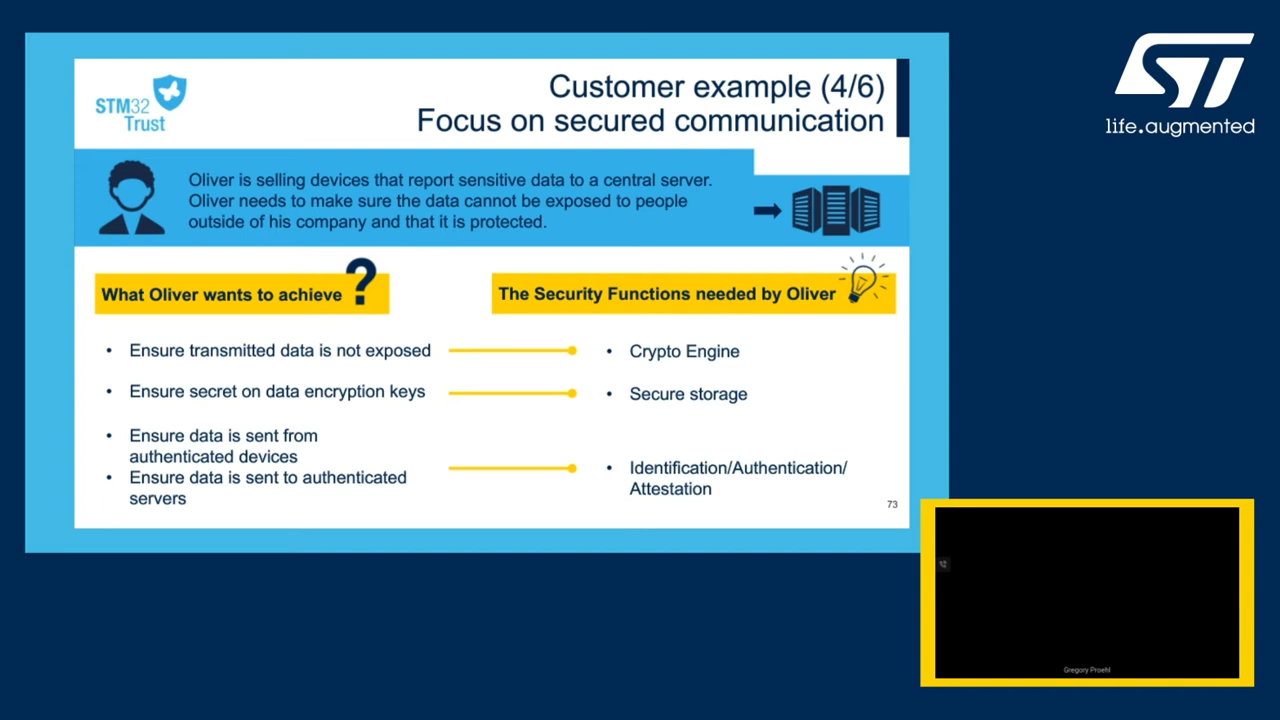 STM32
Trust
Customer example (4/6)
Focus on secured communication
Oliver is selling devices that report sensitive data to a central server.
Oliver needs to make sure the data cannot be exposed to people
outside of his company and that it is protected.
What Oliver wants to achieve
?
The Security Functions needed by Oliver
• Ensure transmitted data is not exposed
• Crypto Engine
• Ensure secret on data encryption keys
• Secure storage
• Ensure data is sent from
authenticated devices
• Ensure data is sent to authenticated
servers
• Identification/Authentication/
Attestation
73
ST
life.augmented
Gregory Proehl